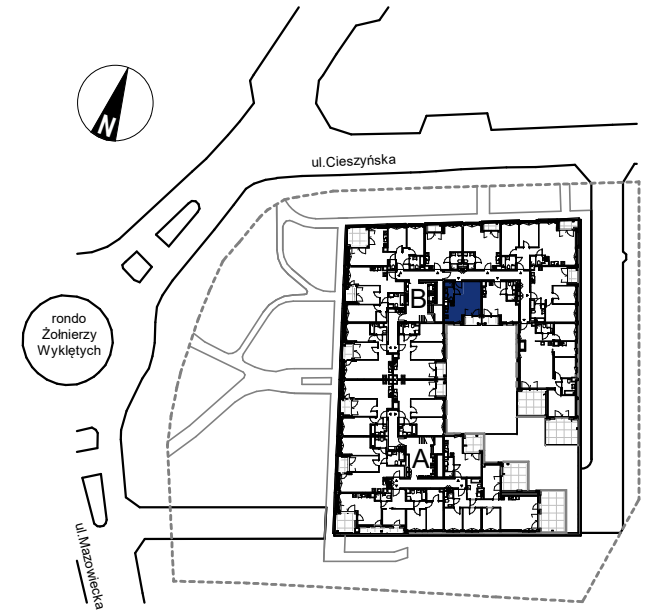 N
ul.Cieszyńska
B
rondo
Żołnierzy
Wyklętych
A
ul.Mazowiecka